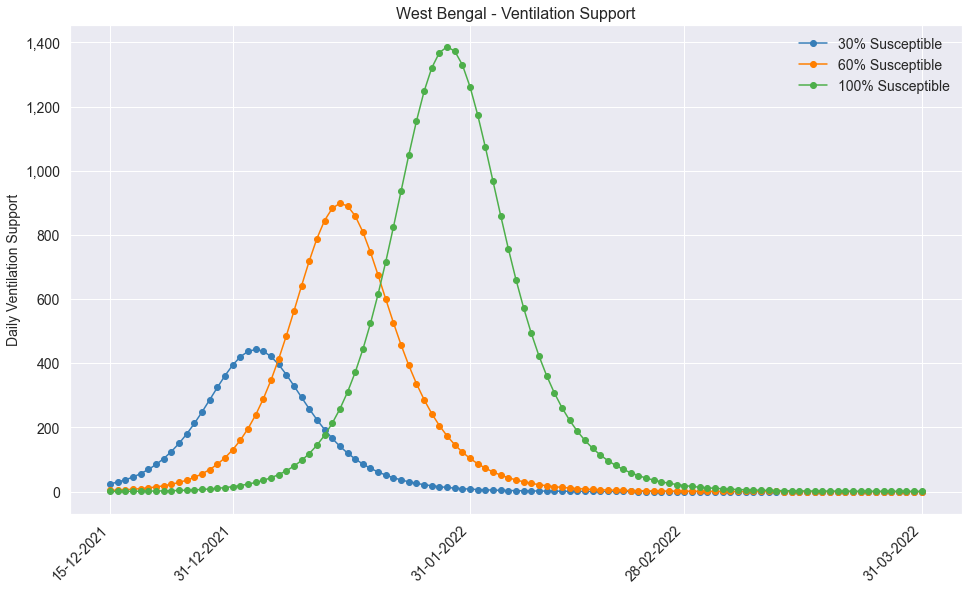 West Bengal - Ventilation Support
30% Susceptible
60% Susceptible
100% Susceptible
Daily Ventilation Support
1,400
1,200
1,000
800
600
400
200
0
15-12-2021
31-12-2021
31-01-2022
28-02-2022
31-03-2022